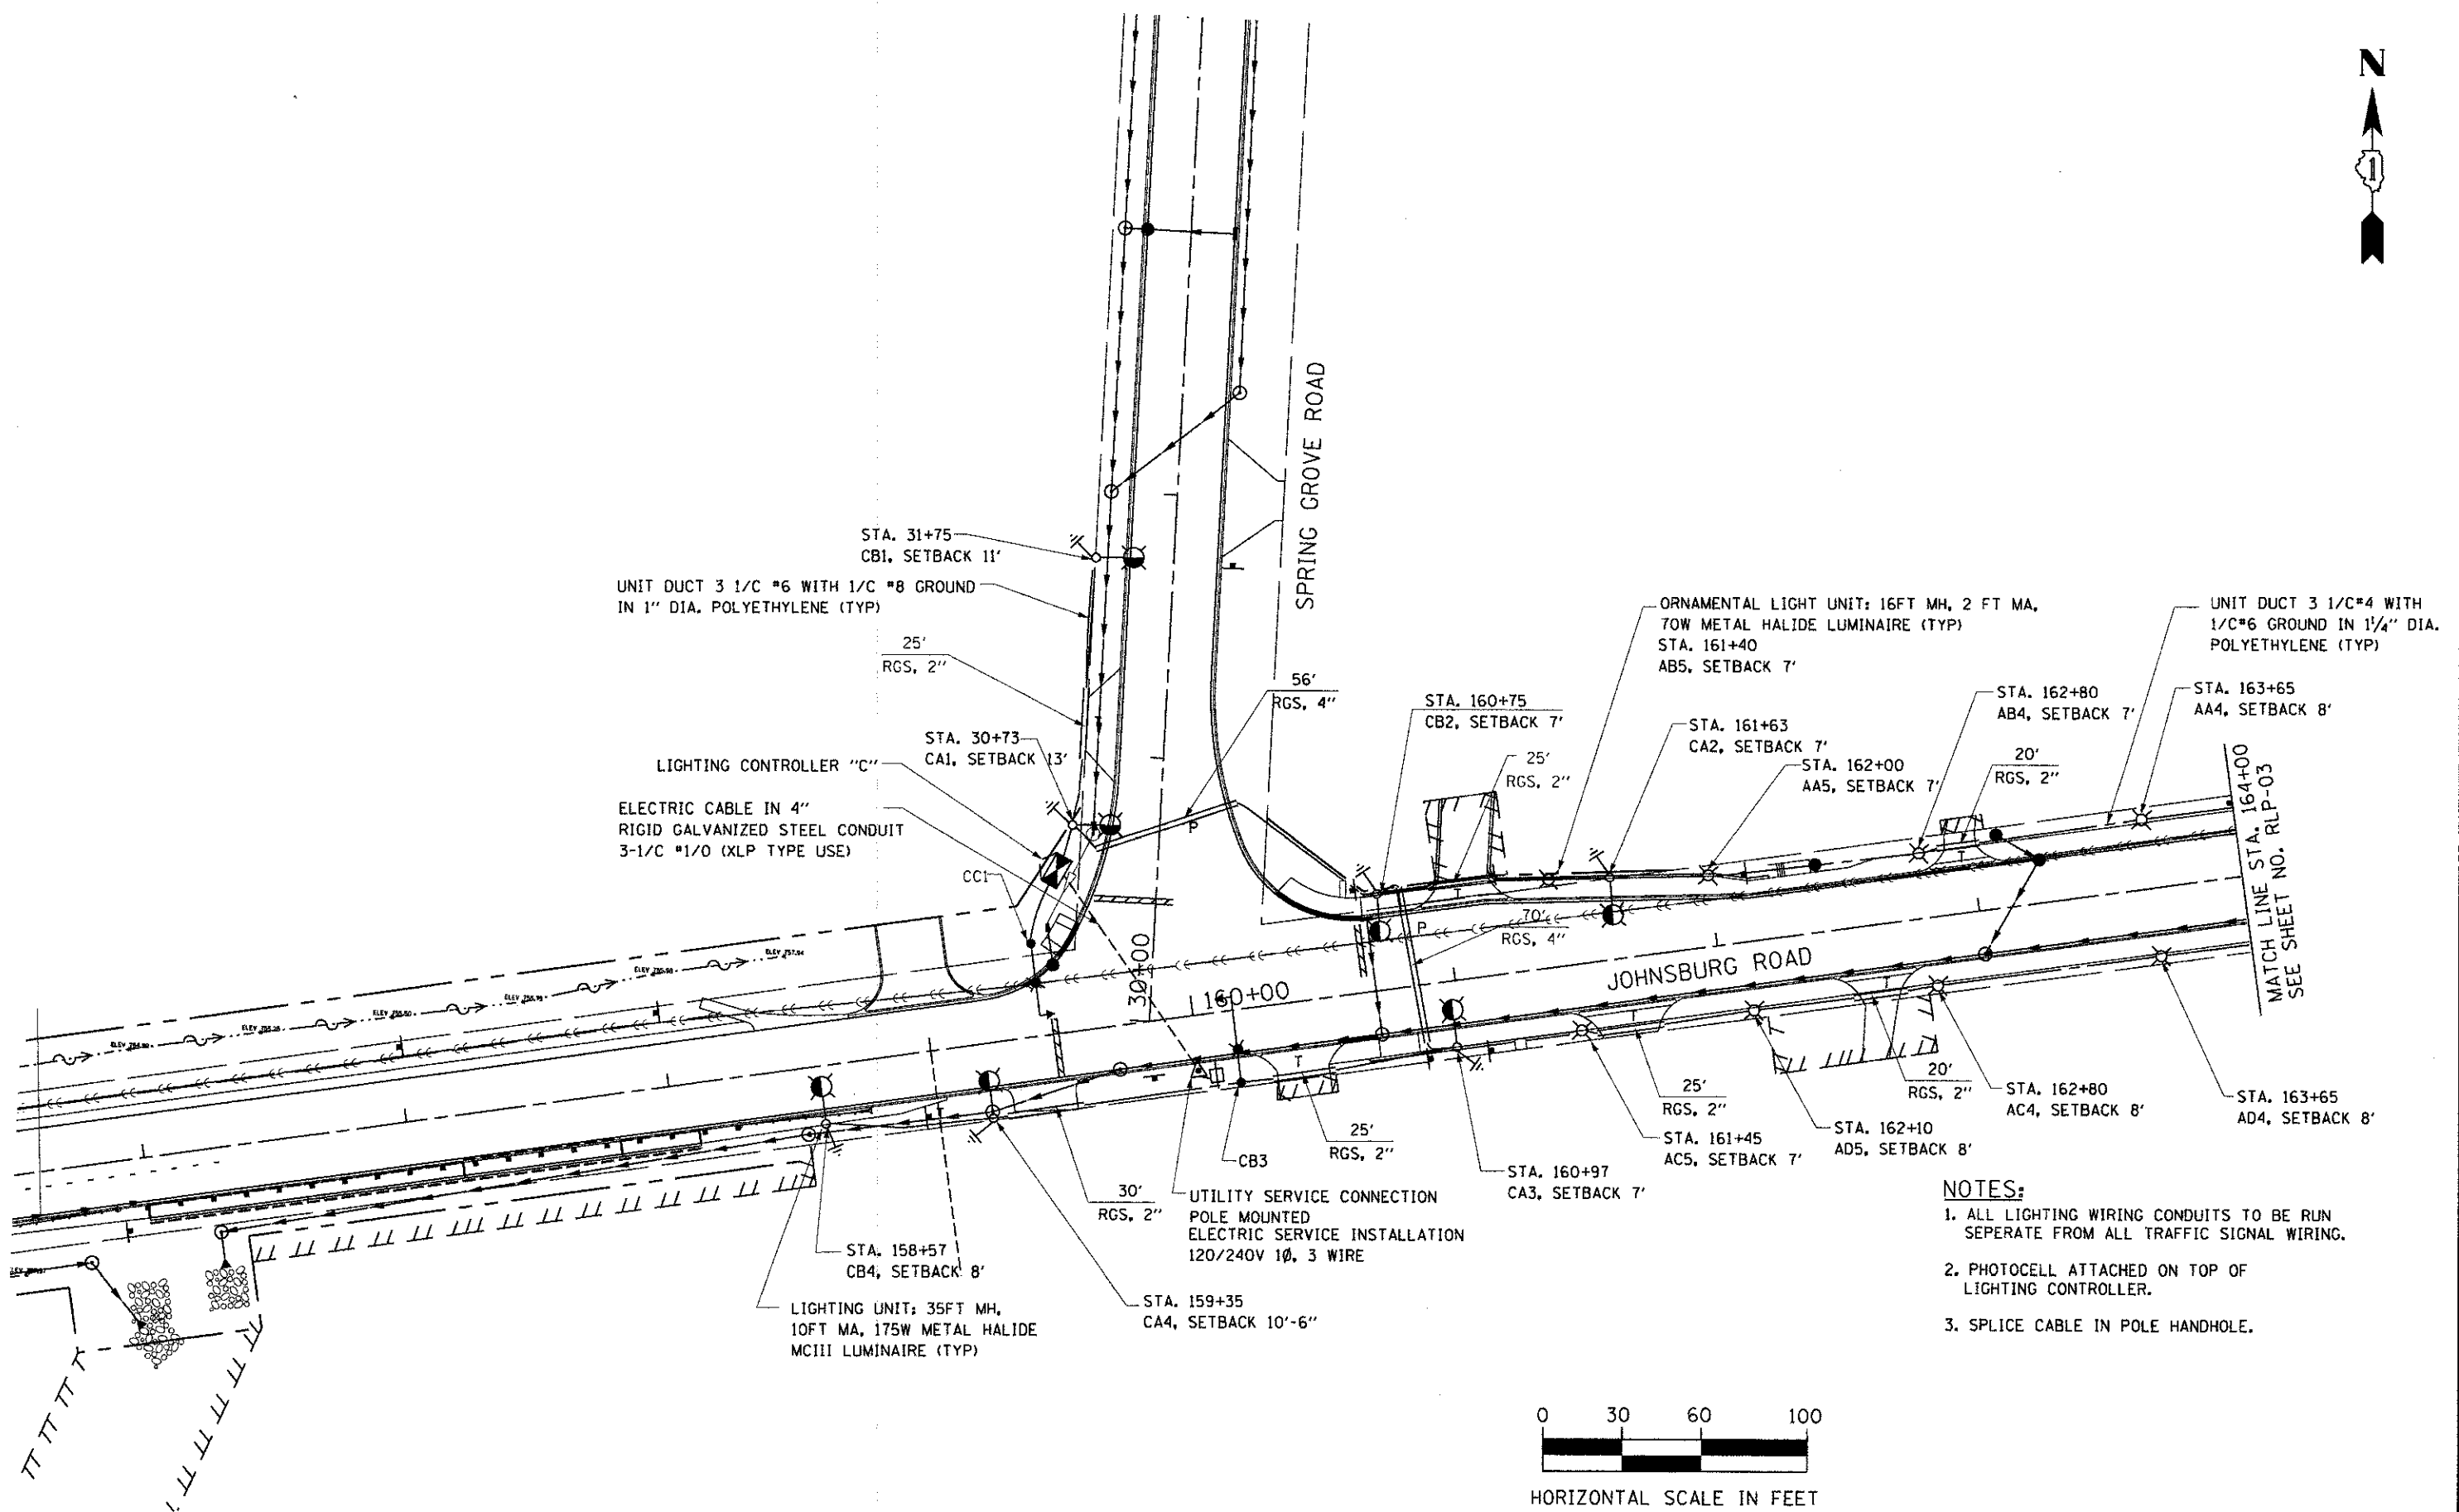 N
1
SPRING GROVE ROAD
STA. 31+75
CB1, SETBACK 11'
UNIT DUCT 3 1/C #6 WITH 1/C #8 GROUND
IN 1" DIA. POLYETHYLENE (TYP)
25'
RGS, 2"
56'
RGS, 4"
STA. 30+73
CA1, SETBACK 13'
LIGHTING CONTROLLER "C"
ELECTRIC CABLE IN 4"
RIGID GALVANIZED STEEL CONDUIT
3-1/C #1/0 (XLP TYPE USE)
CC1
ORNAMENTAL LIGHT UNIT: 16FT MH, 2 FT MA,
70W METAL HALIDE LUMINAIRE (TYP)
STA. 161+40
AB5, SETBACK 7'
UNIT DUCT 3 1/C#4 WITH
1/C#6 GROUND IN 1 1/4" DIA.
POLYETHYLENE (TYP)
STA. 160+75
CB2, SETBACK 7'
25'
RGS, 2"
STA. 161+63
CA2, SETBACK 7'
STA. 162+00
AA5, SETBACK 7'
STA. 162+80
AB4, SETBACK 7'
20'
RGS, 2"
STA. 163+65
AA4, SETBACK 8'
MATCH LINE STA. 164+00
SEE SHEET NO. RLP-03
P
T
T
P
70'
RGS, 4"
JOHNSBURG ROAD
30+00
160+00
T
T
T
30'
RGS, 2"
CB3
25'
RGS, 2"
25'
RGS, 2"
20'
RGS, 2"
STA. 161+45
AC5, SETBACK 7'
STA. 162+10
AD5, SETBACK 8'
STA. 162+80
AC4, SETBACK 8'
STA. 163+65
AD4, SETBACK 8'
STA. 160+97
CA3, SETBACK 7'
UTILITY SERVICE CONNECTION
POLE MOUNTED
ELECTRIC SERVICE INSTALLATION
120/240V 1Ø, 3 WIRE
STA. 158+57
CB4, SETBACK 8'
LIGHTING UNIT: 35FT MH,
10FT MA, 175W METAL HALIDE
MCIII LUMINAIRE (TYP)
STA. 159+35
CA4, SETBACK 10'-6"
NOTES:
1. ALL LIGHTING WIRING CONDUITS TO BE RUN
SEPERATE FROM ALL TRAFFIC SIGNAL WIRING.
2. PHOTOCELL ATTACHED ON TOP OF
LIGHTING CONTROLLER.
3. SPLICE CABLE IN POLE HANDHOLE.
0 30 60 100
HORIZONTAL SCALE IN FEET